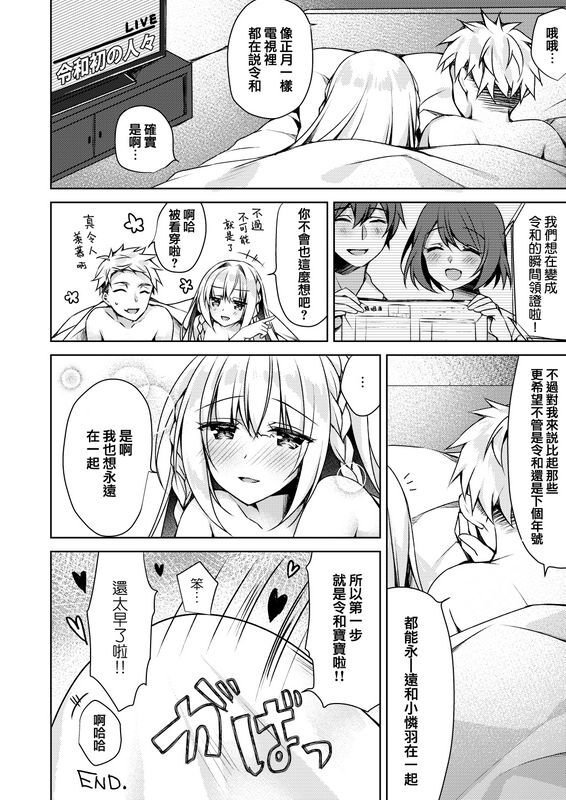 哦哦…
像正月一樣
電視裡
都在說令和
LIVE
令和初の人々
確實
是啊…
我們想在變成
令和的瞬間領證啦！
你不會也這麼想吧？
不過
不可能
就是了
啊哈
被看穿啦？
真令人
羨慕啊
不過對我來說比起那些
更希望不管是令和還是下個年號
都能永一遠和小憐羽在一起
是啊
我也想永遠
在一起
所以第一步
就是令和寶寶啦!!
笨…
還太早了啦!!
がばっ
啊哈哈
END.